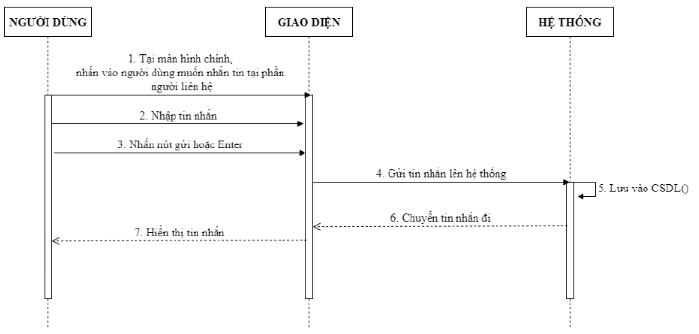 NGƯỜI DÙNG
GIAO DIỆN
HỆ THỐNG
1. Tại màn hình chính,
nhấn vào người dùng muốn nhắn tin tại phần
người liên hệ
2. Nhập tin nhắn
3. Nhấn nút gửi hoặc Enter
4. Gửi tin nhắn lên hệ thống
5. Lưu vào CSDL()
6. Chuyển tin nhắn đi
7. Hiển thị tin nhắn